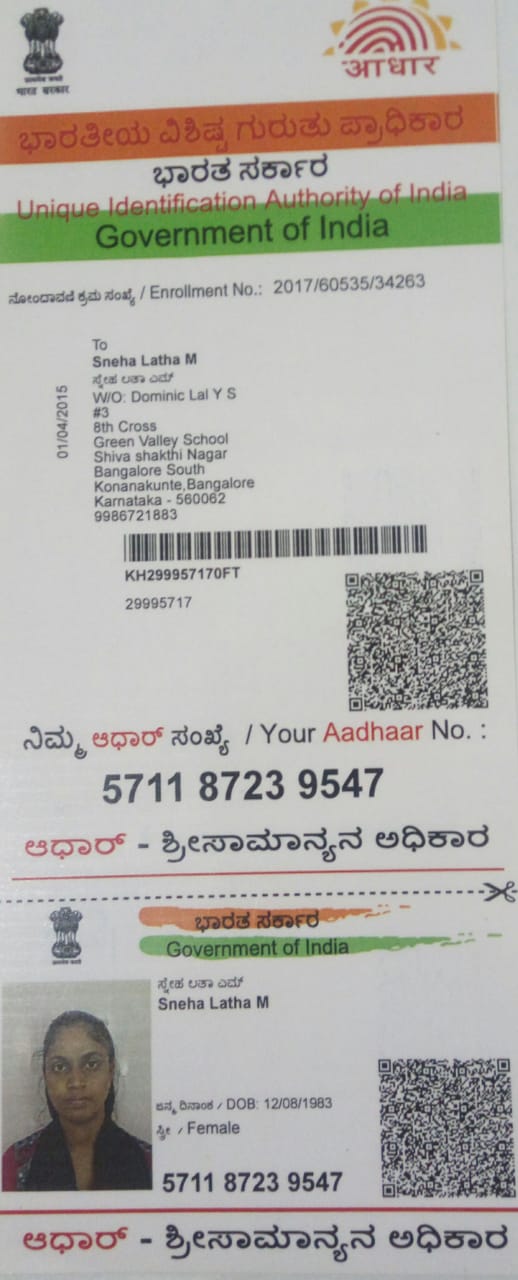 भारत सरकार
आधार
ಭಾರತೀಯ ವಿಶಿಷ್ಟ ಗುರುತು ಪ್ರಾಧಿಕಾರ
ಭಾರತ ಸರ್ಕಾರ
Unique Identification Authority of India
Government of India
ನೋಂದಾವಣೆ ಕ್ರಮ ಸಂಖ್ಯೆ / Enrollment No.: 2017/60535/34263
01/04/2015
To
Sneha Latha M
ಸ್ನೇಹ ಲತಾ ಎಮ್
W/O: Dominic Lal Y S
#3
8th Cross
Green Valley School
Shiva shakthi Nagar
Bangalore South
Konanakunte,Bangalore
Karnataka - 560062
9986721883
KH299957170FT
29995717
ನಿಮ್ಮ ಆಧಾರ್ ಸಂಖ್ಯೆ / Your Aadhaar No. :
5711 8723 9547
ಆಧಾರ್ - ಶ್ರೀಸಾಮಾನ್ಯನ ಅಧಿಕಾರ
ಭಾರತ ಸರ್ಕಾರ
Government of India
ಸ್ನೇಹ ಲತಾ ಎಮ್
Sneha Latha M
ಜನ್ಮ ದಿನಾಂಕ / DOB: 12/08/1983
ಸ್ತ್ರೀ / Female
5711 8723 9547
ಆಧಾರ್ - ಶ್ರೀಸಾಮಾನ್ಯನ ಅಧಿಕಾರ